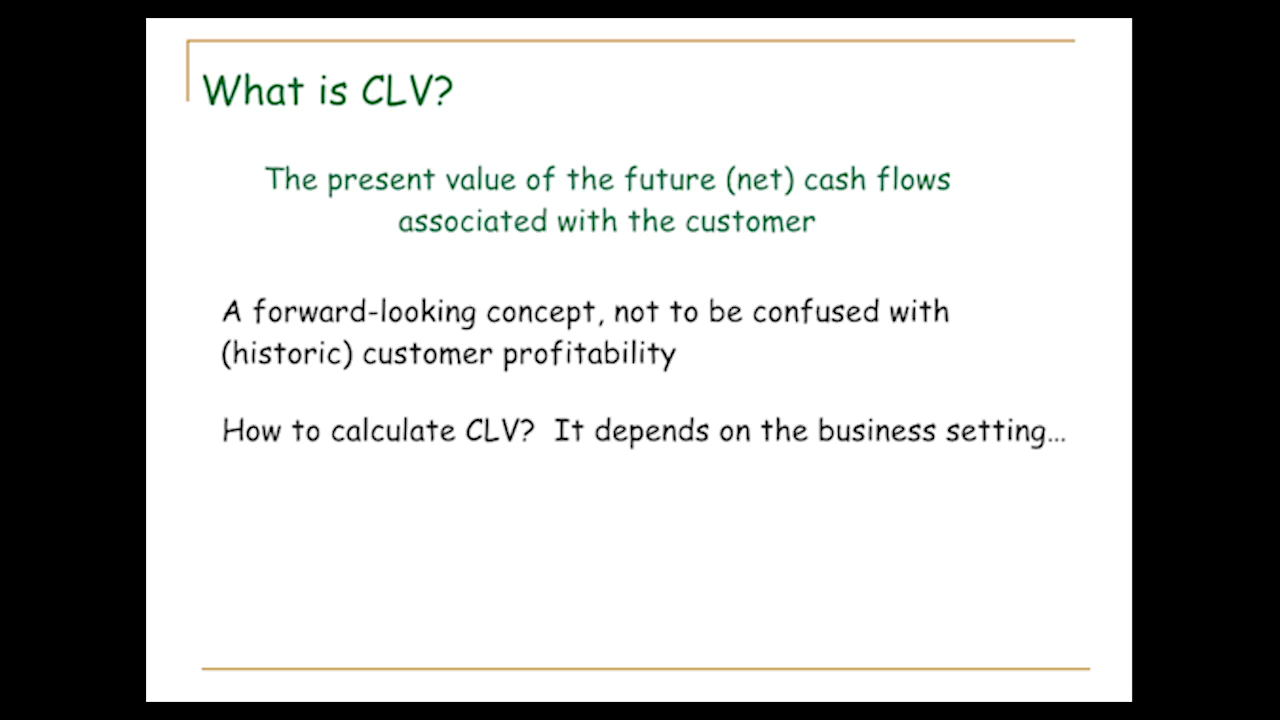 What is CLV?
The present value of the future (net) cash flows
associated with the customer
A forward-looking concept, not to be confused with
(historic) customer profitability
How to calculate CLV?  It depends on the business setting…